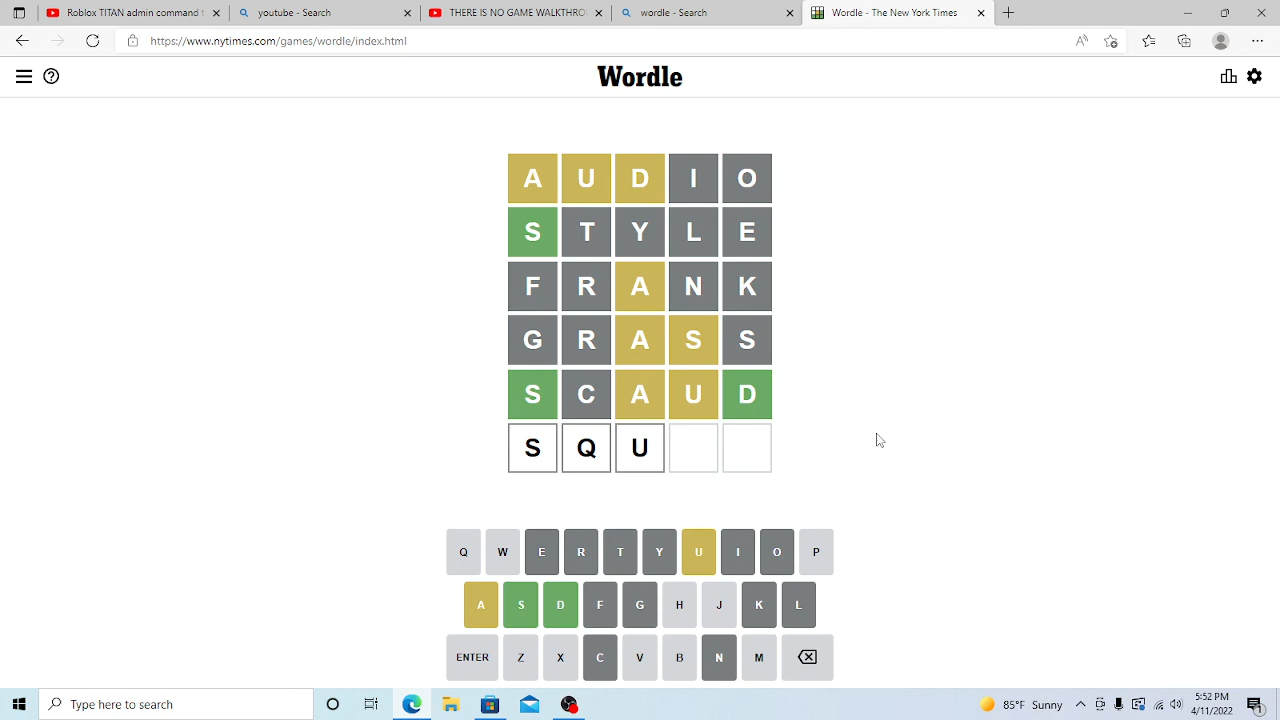 Roblox TITAN admin command t
youtube - Search
THERE IS NO GAME WALKTHRO
wordle - Search
Wordle - The New York Times
https://www.nytimes.com/games/wordle/index.html
Wordle
A U D I O
S T Y L E
F R A N K
G R A S S
S C A U D
S Q U
Q W E R T Y U I O P
A S D F G H J K L
ENTER Z X C V B N M
Type here to search
85°F Sunny
5:52 PM
4/11/2022
1